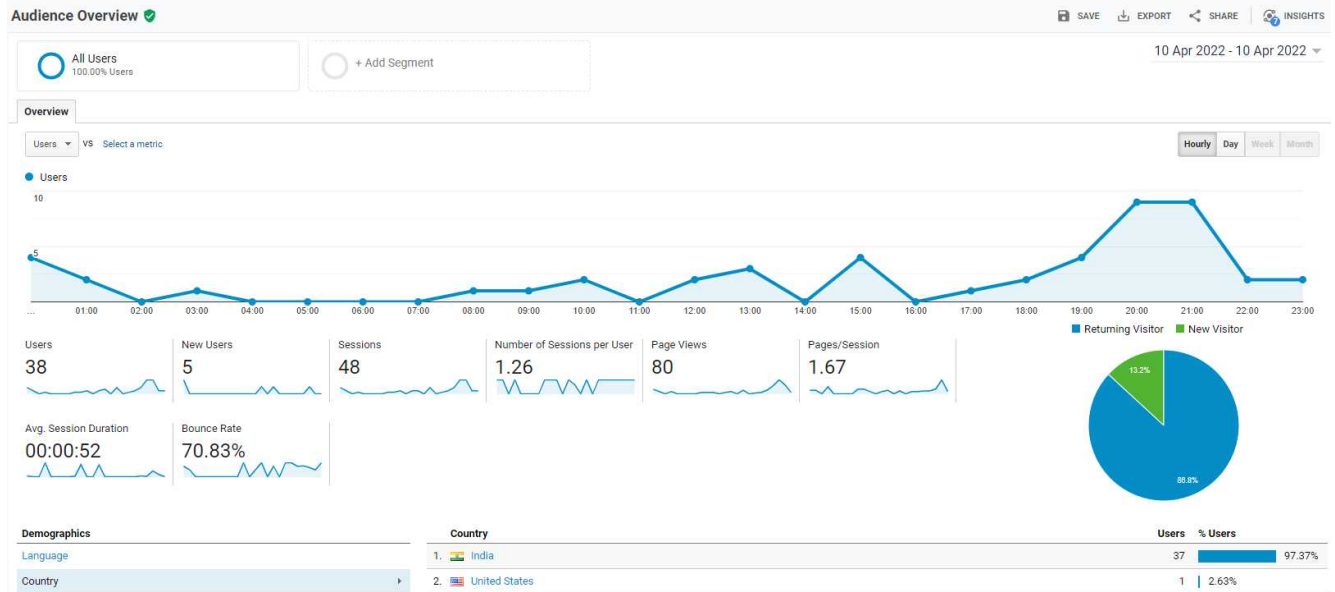 Audience Overview
SAVE EXPORT SHARE INSIGHTS
All Users
100.00% Users
+ Add Segment
10 Apr 2022 - 10 Apr 2022
Overview
Users VS Select a metric
Hourly Day Week Month
Users
10
5
... 01:00 02:00 03:00 04:00 05:00 06:00 07:00 08:00 09:00 10:00 11:00 12:00 13:00 14:00 15:00 16:00 17:00 18:00 19:00 20:00 21:00 22:00 23:00
Returning Visitor New Visitor
Users New Users Sessions Number of Sessions per User Page Views Pages/Session
38 5 48 1.26 80 1.67
13.2%
86.8%
Avg. Session Duration Bounce Rate
00:00:52 70.83%
Demographics Country Users % Users
Language 1. India 37 97.37%
Country 2. United States 1 2.63%